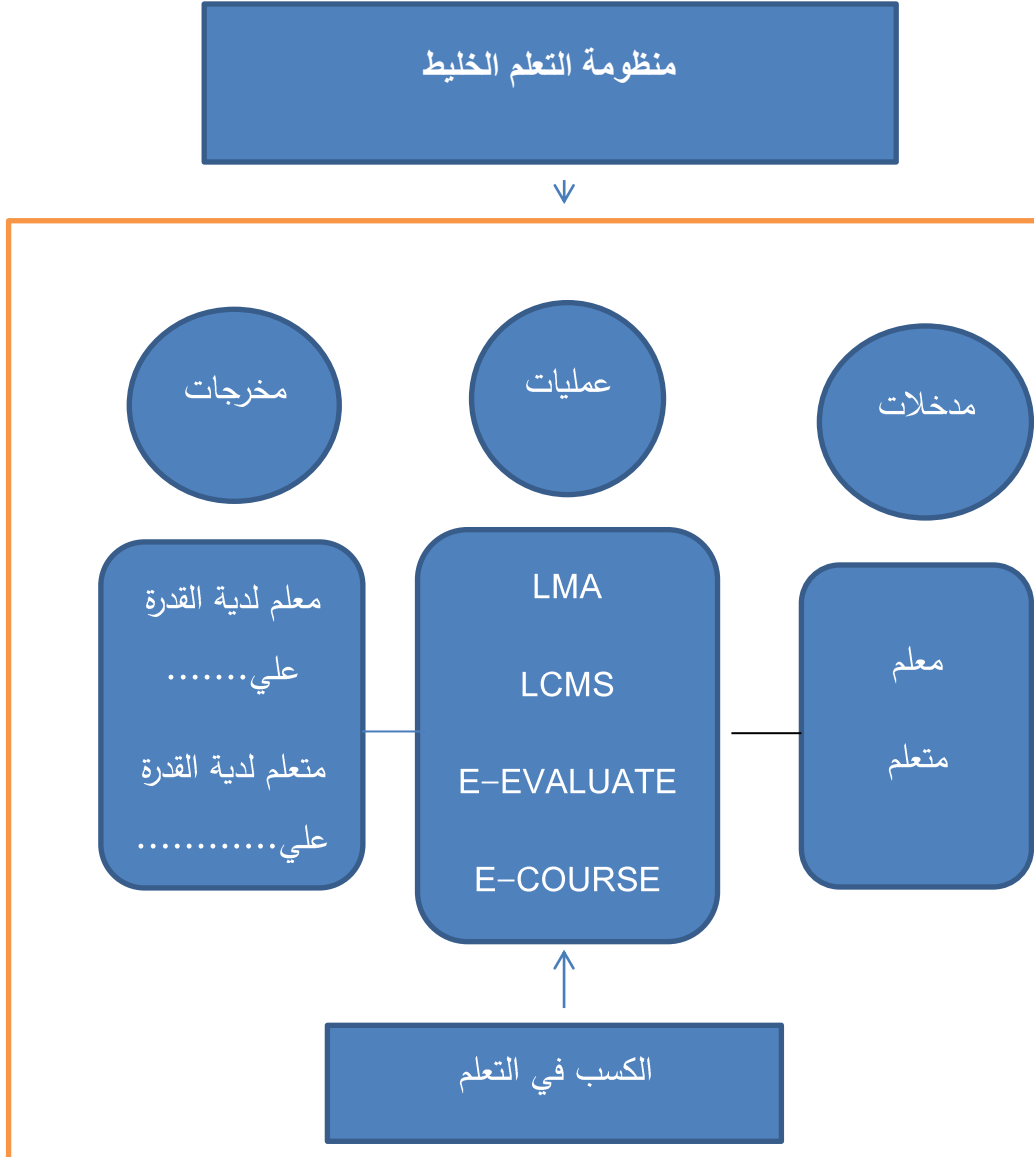 منظومة التعلم الخليط
مدخلات
عمليات
مخرجات
معلم
متعلم
LMA
LCMS
E–EVALUATE
E–COURSE
معلم لدية القدرة
علي.......
متعلم لدية القدرة
علي............
الكسب في التعلم